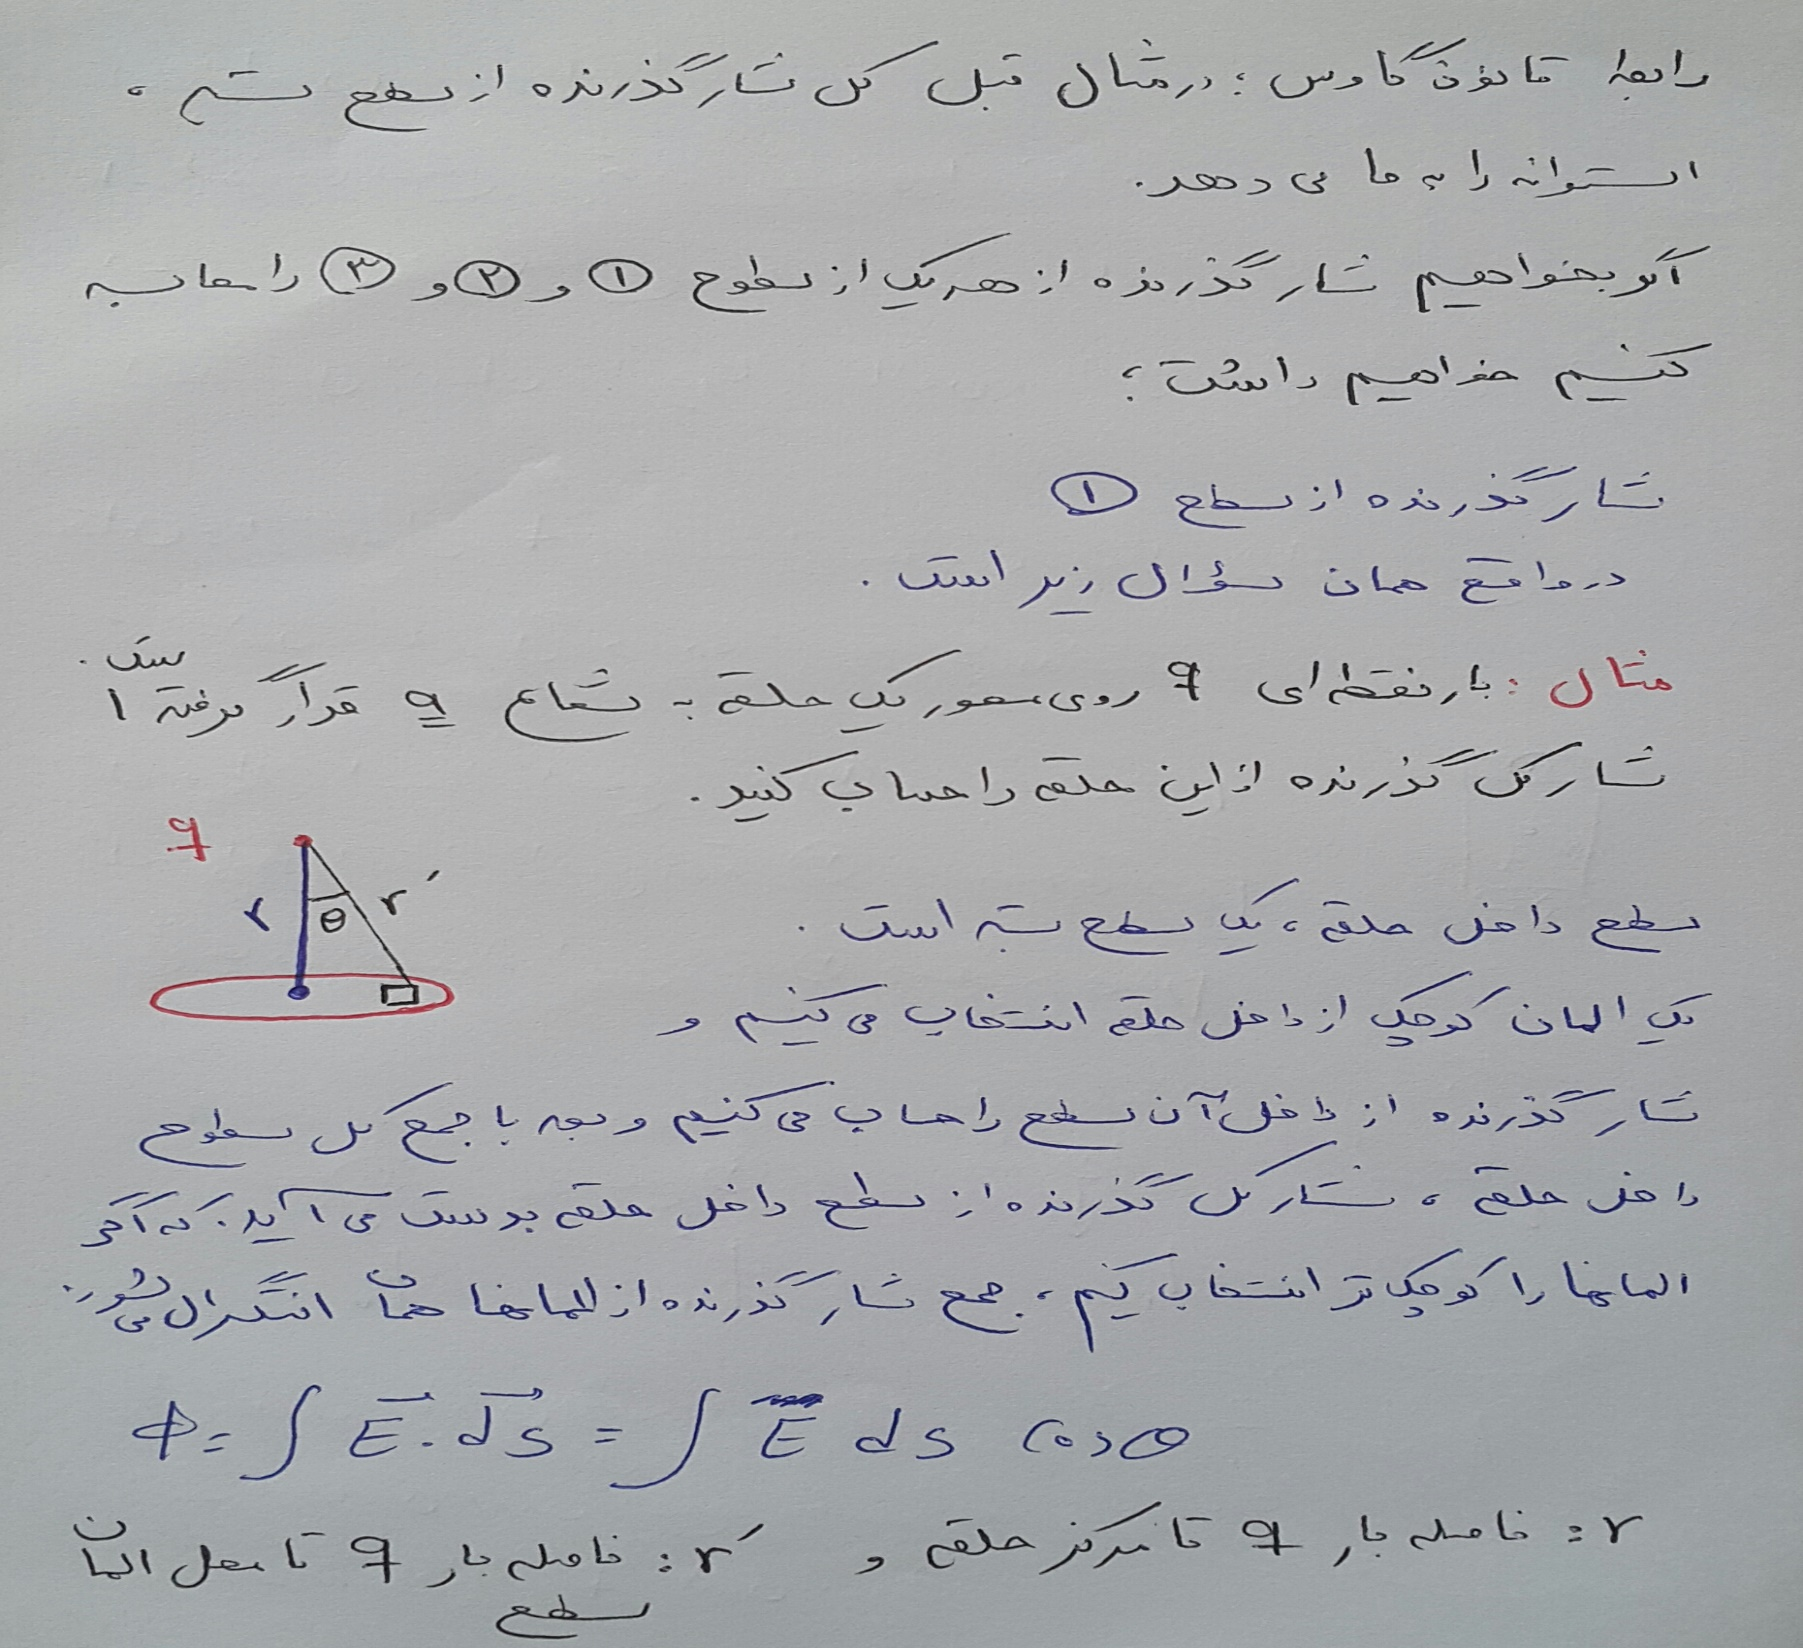 رابطه قانون گاوس؛ در مثال قبل کل شار گذرنده از سطح بسته،
استوانه را به ما می دهد.
اگر بخواهیم شار گذرنده از هر یک از سطوح ۱ و ۲ و ۳ را محاسبه
کنیم خواهیم داشت؛
شار گذرنده از سطح ۱
در واقع همان سؤال زیر است.
مثال: بار نقطه ای q روی محور یک حلقه به شعاع a قرار گرفته است.
شار کل گذرنده از این حلقه را حساب کنید.
q
r θ r′
سطح داخل حلقه، یک سطح بسته است.
یک المان کوچک از داخل حلقه انتخاب می کنیم و
شار گذرنده از داخل آن سطح را حساب می کنیم و بعد با جمع کل سطوح
داخل حلقه، شار کل گذرنده از سطح داخل حلقه بدست می آید. که اگر
المانها را کوچک تر انتخاب کنیم، جمع شار گذرنده از المانها همان انتگرال می شود.
Φ = ∫ E⃗ . dS⃗ = ∫ E dS Cosθ
r: فاصله بار q تا مرکز حلقه و r′: فاصله بار q تا محل المان
سطح